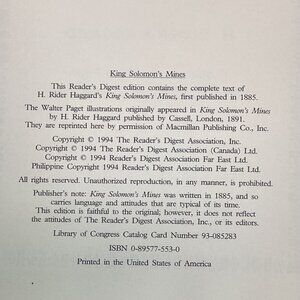 King Solomon's Mines
This Reader's Digest edition contains the complete text of
H. Rider Haggard's King Solomon's Mines, first published in 1885.
The Walter Paget illustrations originally appeared in King Solomon's Mines
by H. Rider Haggard published by Cassell, London, 1891.
They are reprinted here by permission of Macmillan Publishing Co., Inc.
Copyright © 1994 The Reader's Digest Association, Inc.
Copyright © 1994 The Reader's Digest Association (Canada) Ltd.
Copyright © 1994 Reader's Digest Association Far East Ltd.
Philippine Copyright 1994 Reader's Digest Association Far East Ltd.
All rights reserved. Unauthorized reproduction, in any manner, is prohibited.
Publisher's note: King Solomon's Mines was written in 1885, and so
carries language and attitudes that are typical of its time.
This edition is faithful to the original; however, it does not reflect
the attitudes of The Reader's Digest Association, Inc., or its editors.
Library of Congress Catalog Card Number 93-085283
ISBN 0-89577-553-0
Printed in the United States of America